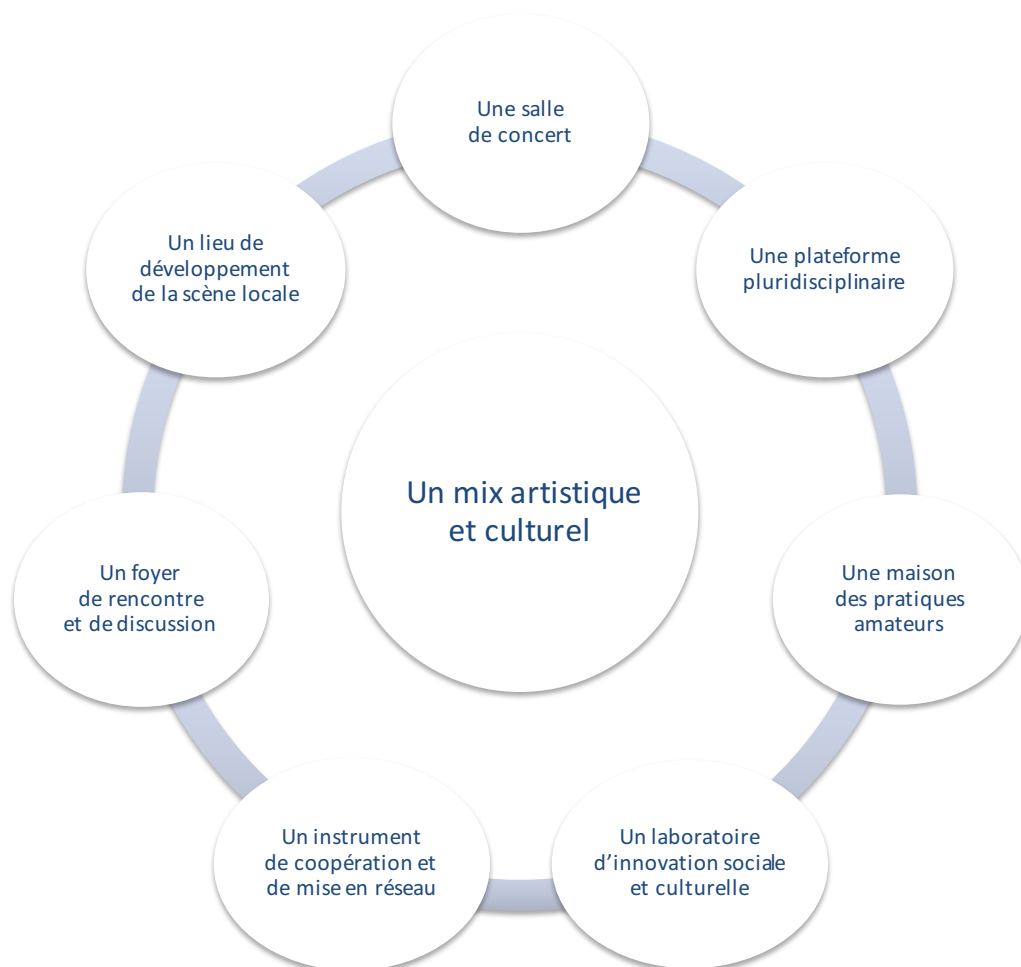 Une salle
de concert
Une plateforme
pluridisciplinaire
Une maison
des pratiques
amateurs
Un laboratoire
d'innovation sociale
et culturelle
Un instrument
de coopération et
de mise en réseau
Un foyer
de rencontre
et de discussion
Un lieu de
développement
de la scène locale
Un mix artistique
et culturel